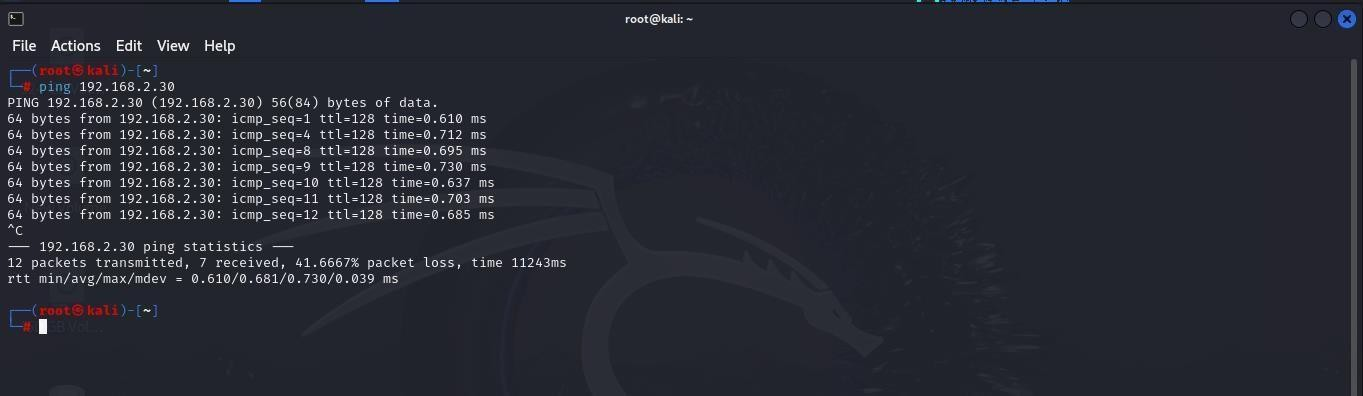 root@kali: ~
File Actions Edit View Help
┌──(root㉿kali)-[~]
└─# ping 192.168.2.30
PING 192.168.2.30 (192.168.2.30) 56(84) bytes of data.
64 bytes from 192.168.2.30: icmp_seq=1 ttl=128 time=0.610 ms
64 bytes from 192.168.2.30: icmp_seq=4 ttl=128 time=0.712 ms
64 bytes from 192.168.2.30: icmp_seq=8 ttl=128 time=0.695 ms
64 bytes from 192.168.2.30: icmp_seq=9 ttl=128 time=0.730 ms
64 bytes from 192.168.2.30: icmp_seq=10 ttl=128 time=0.637 ms
64 bytes from 192.168.2.30: icmp_seq=11 ttl=128 time=0.703 ms
64 bytes from 192.168.2.30: icmp_seq=12 ttl=128 time=0.685 ms
^C
--- 192.168.2.30 ping statistics ---
12 packets transmitted, 7 received, 41.6667% packet loss, time 11243ms
rtt min/avg/max/mdev = 0.610/0.681/0.730/0.039 ms
┌──(root㉿kali)-[~]
└─#